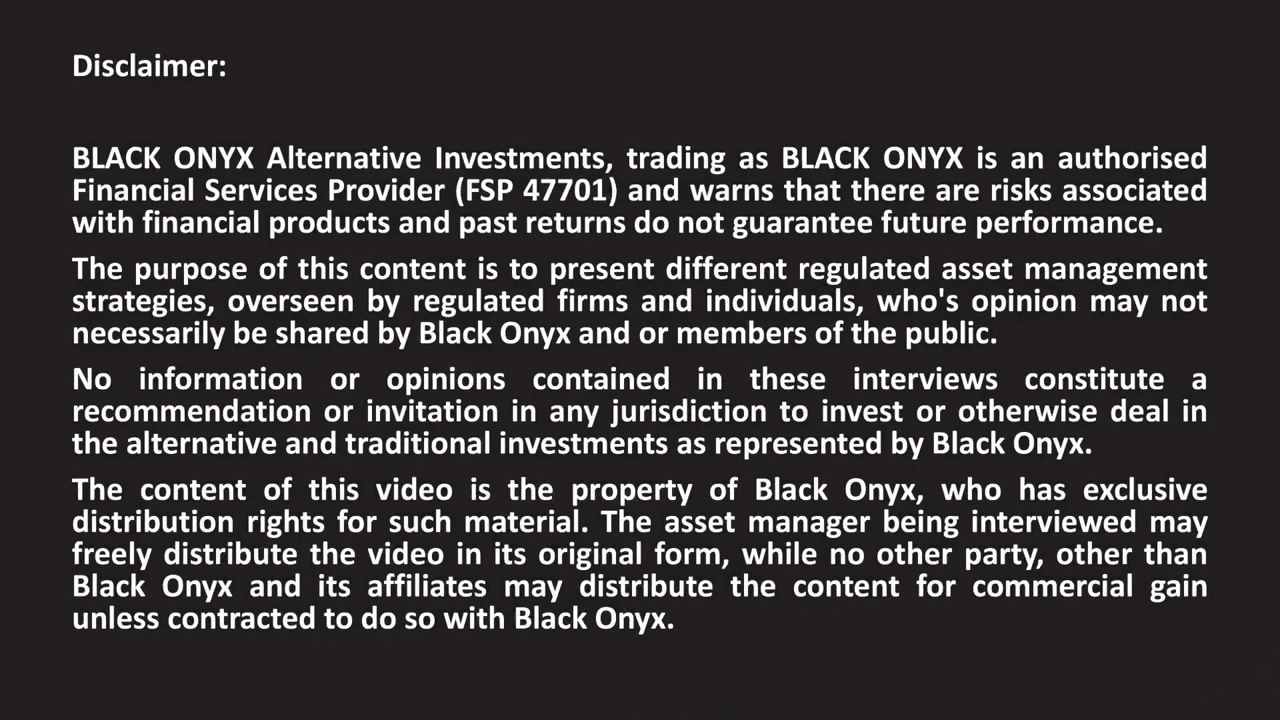 Disclaimer:
BLACK ONYX Alternative Investments, trading as BLACK ONYX is an authorised
Financial Services Provider (FSP 47701) and warns that there are risks associated
with financial products and past returns do not guarantee future performance.
The purpose of this content is to present different regulated asset management
strategies, overseen by regulated firms and individuals, who's opinion may not
necessarily be shared by Black Onyx and or members of the public.
No information or opinions contained in these interviews constitute a
recommendation or invitation in any jurisdiction to invest or otherwise deal in
the alternative and traditional investments as represented by Black Onyx.
The content of this video is the property of Black Onyx, who has exclusive
distribution rights for such material. The asset manager being interviewed may
freely distribute the video in its original form, while no other party, other than
Black Onyx and its affiliates may distribute the content for commercial gain
unless contracted to do so with Black Onyx.